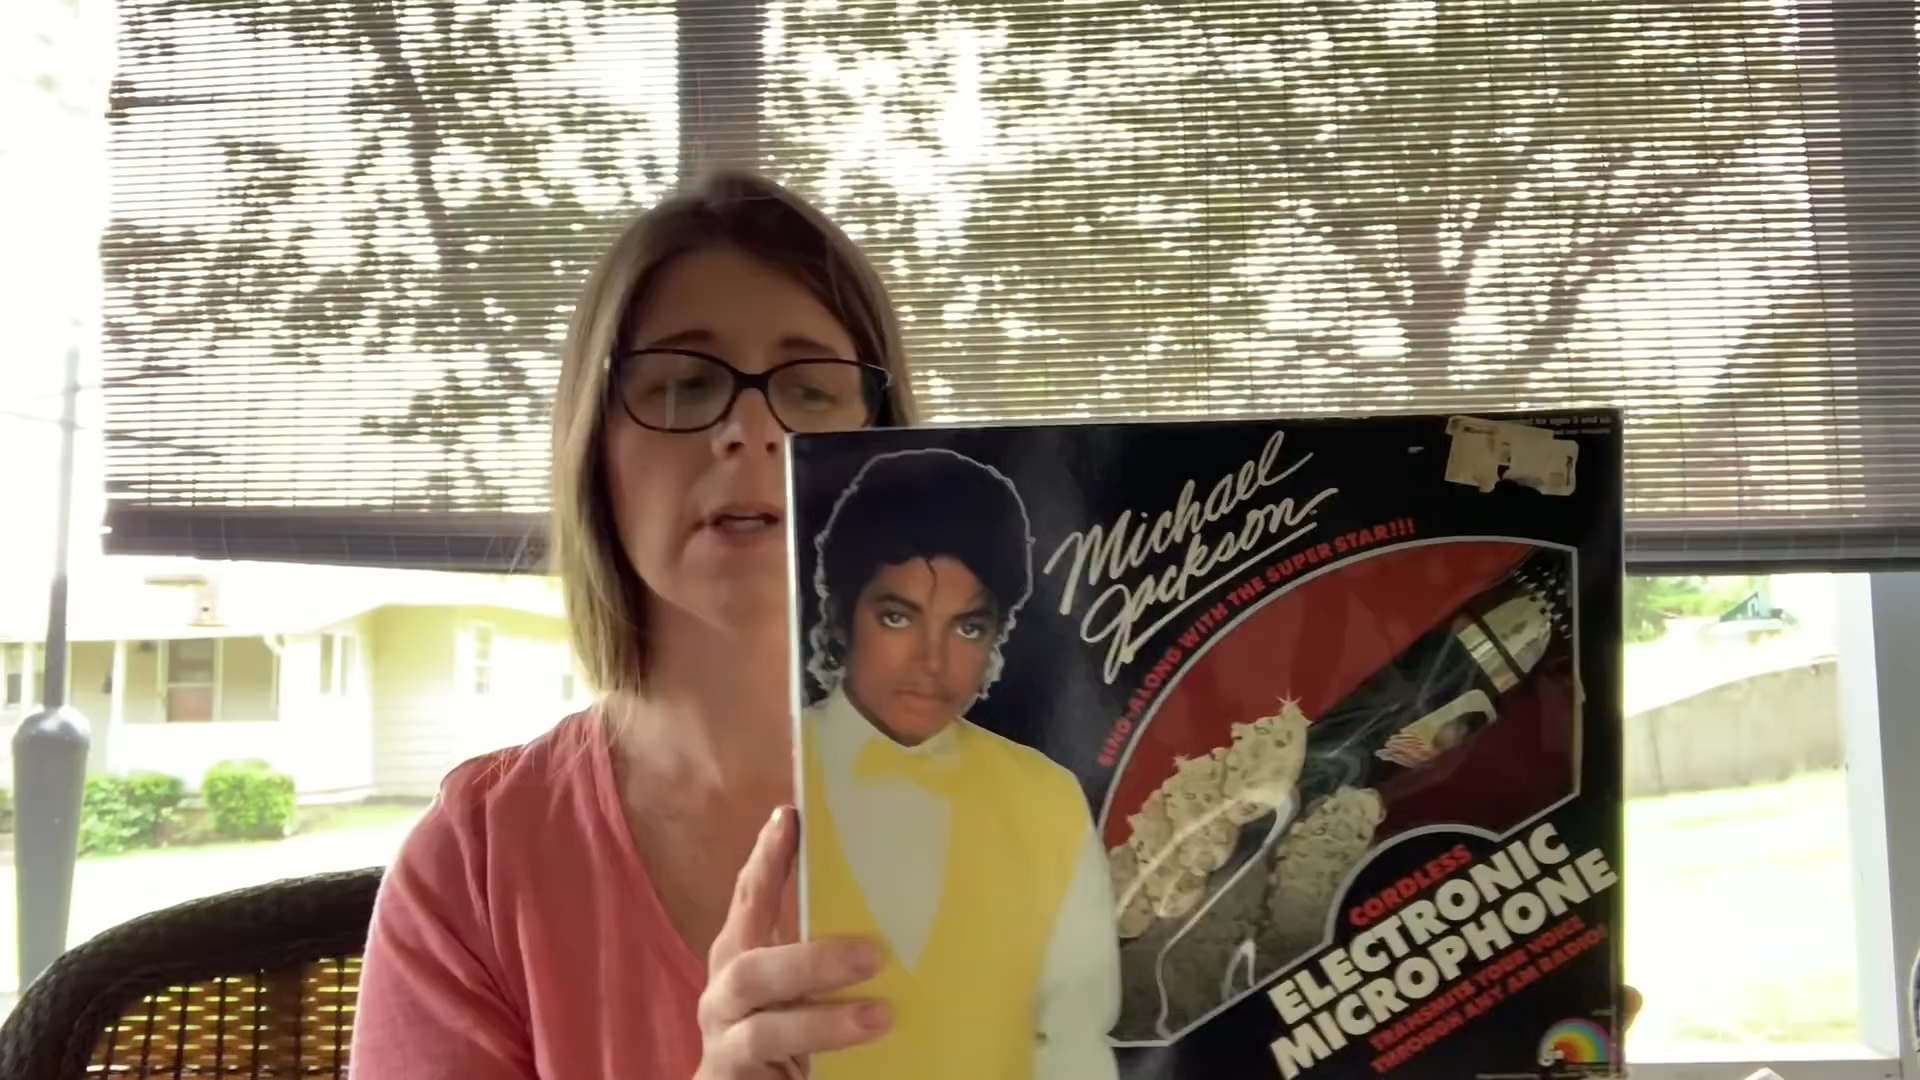 Michael
Jackson
SING-ALONG WITH THE SUPER STAR!!!
CORDLESS
ELECTRONIC
MICROPHONE
TRANSMITS YOUR VOICE
THROUGH ANY AM RADIO!